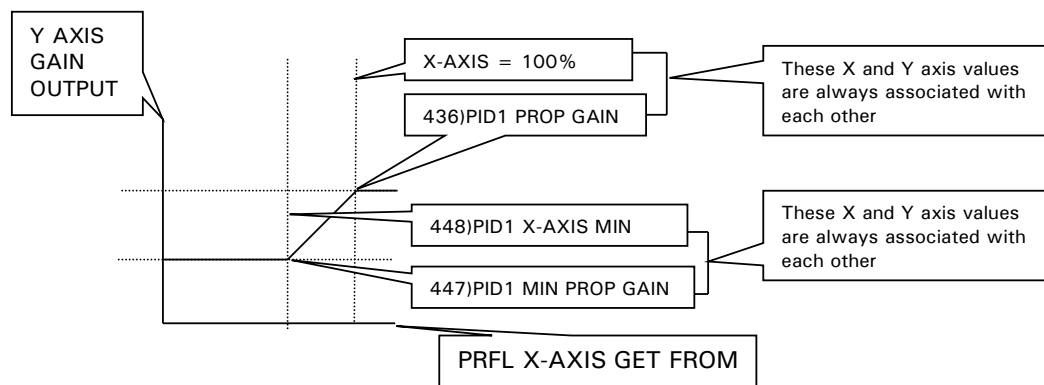 Y AXIS
GAIN
OUTPUT
X-AXIS = 100%
These X and Y axis values
are always associated with
each other
436)PID1 PROP GAIN
448)PID1 X-AXIS MIN
These X and Y axis values
are always associated with
each other
447)PID1 MIN PROP GAIN
PRFL X-AXIS GET FROM